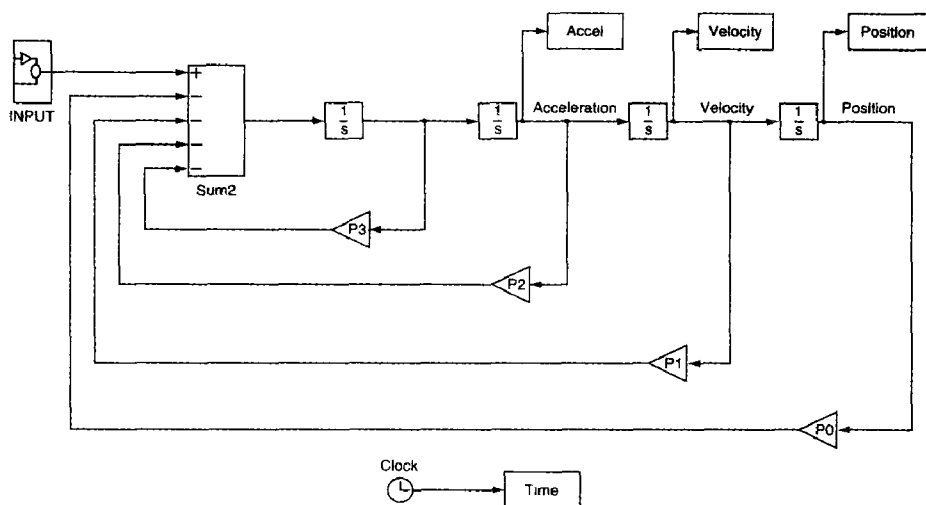 Accel
Velocity
Position
INPUT
+
−
−
−
−
Sum2
1
s
1
s
Acceleration
1
s
Velocity
1
s
Position
P3
P2
P1
P0
Clock
Time